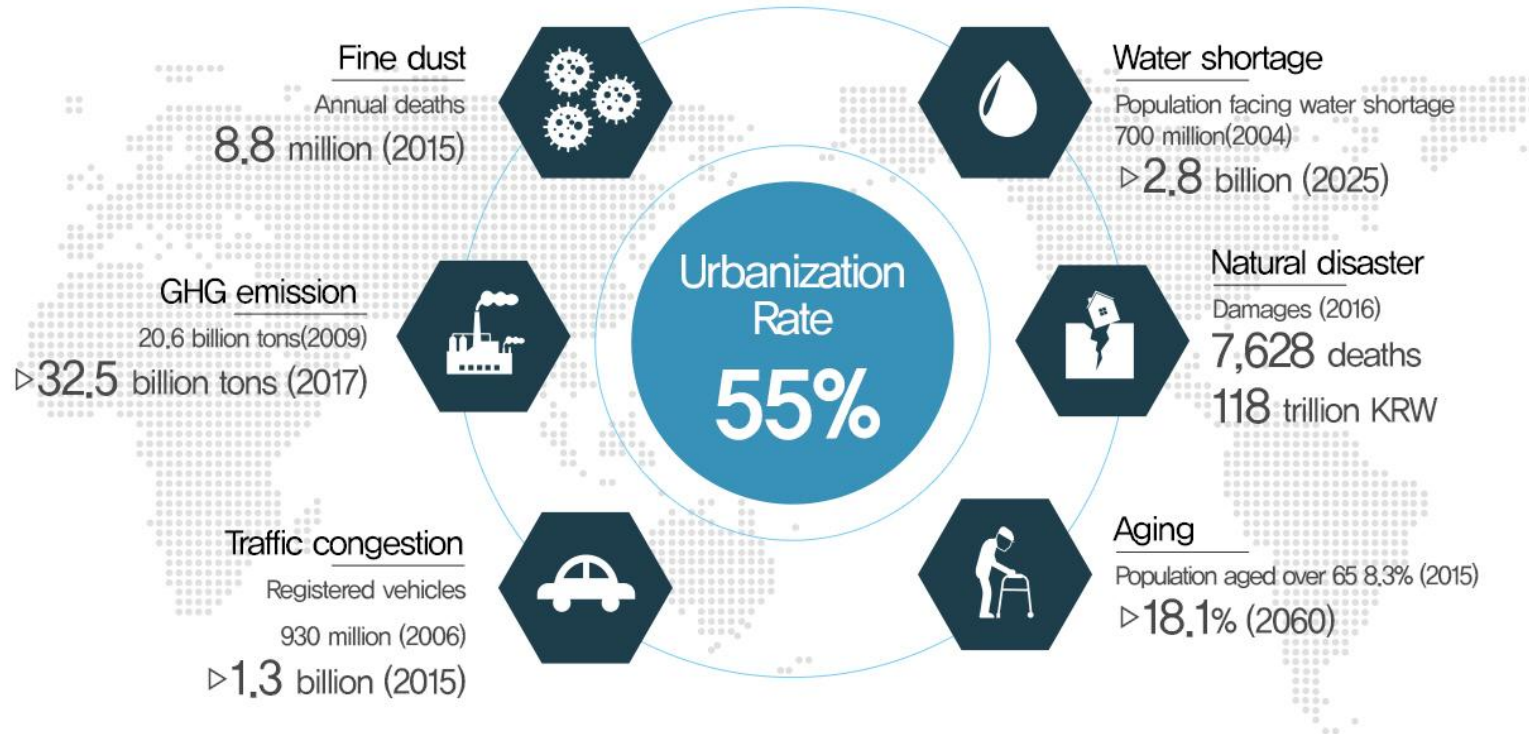 Fine dust
Annual deaths
8.8 million (2015)
Water shortage
Population facing water shortage
700 million(2004)
▷2.8 billion (2025)
GHG emission
20.6 billion tons(2009)
▷32.5 billion tons (2017)
Urbanization
Rate
55%
Natural disaster
Damages (2016)
7,628 deaths
118 trillion KRW
Traffic congestion
Registered vehicles
930 million (2006)
▷1.3 billion (2015)
Aging
Population aged over 65 8.3% (2015)
▷18.1% (2060)